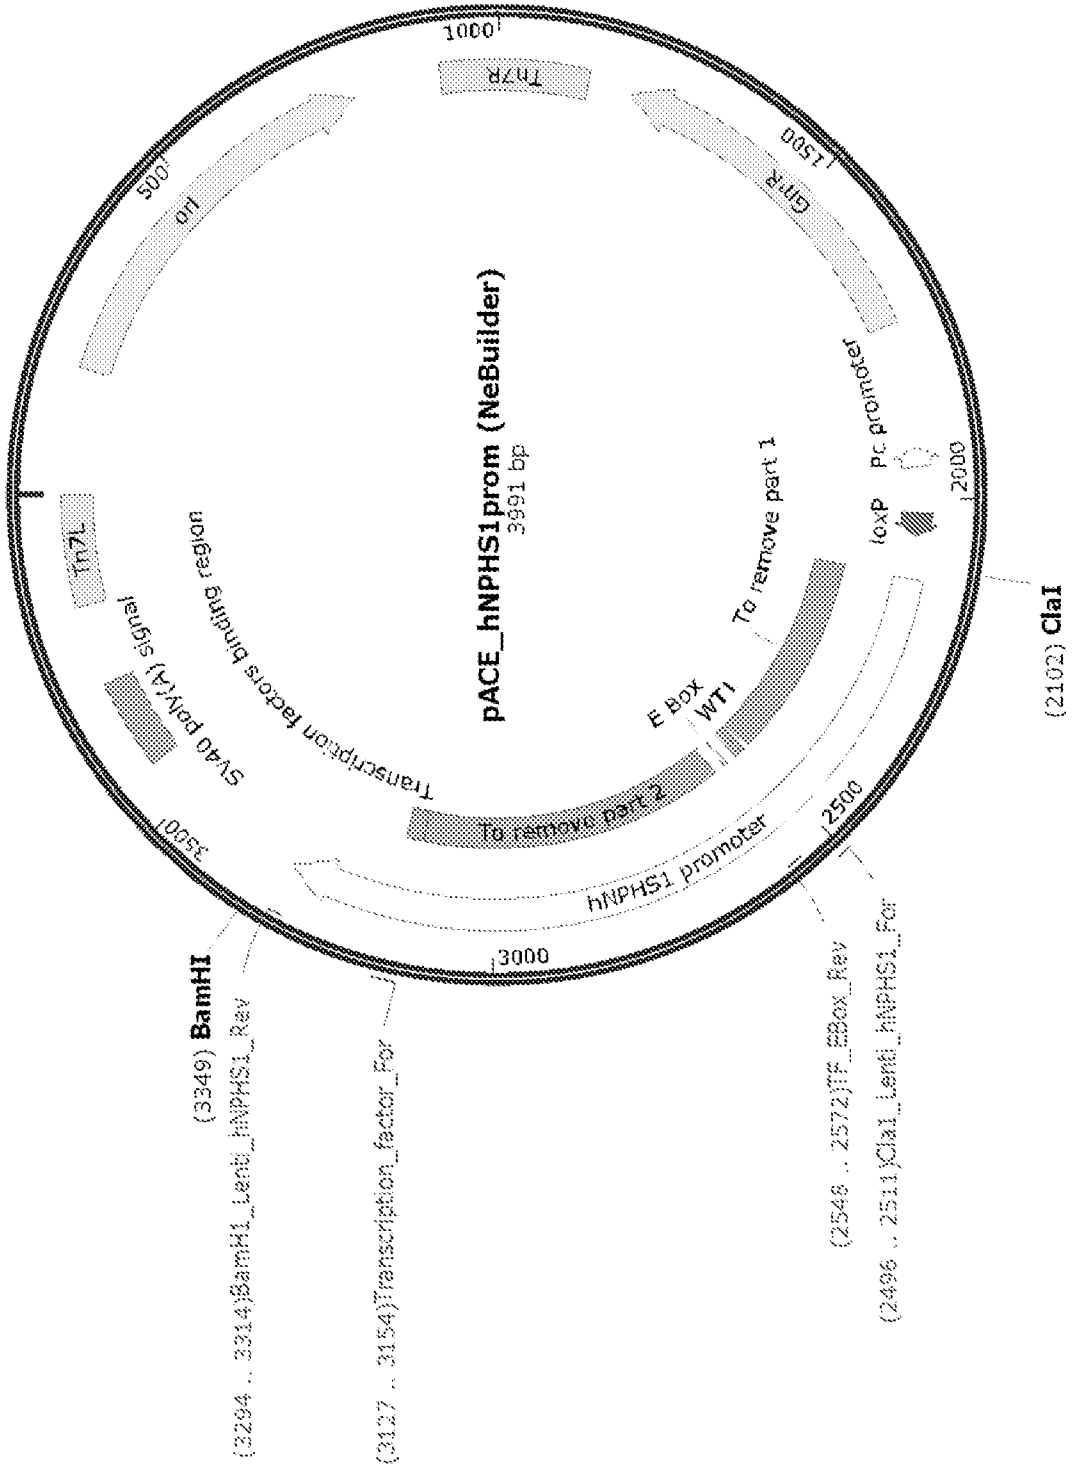 pACE_hNPHS1prom (NeBuilder)
3991 bp
Tn7L
500
ori
1000
Tn7R
GmR
1500
Pc promoter
2000
loxP
(2102) ClaI
hNPHS1 promoter
To remove part 1
WT1
E Box
To remove part 2
Transcription factors binding region
2500
(2496 .. 2511)Cla1_Lenti_hNPHS1_For
(2548 .. 2572)TF_EBox_Rev
3000
(3127 .. 3154)Transcription_factor_For
(3294 .. 3314)BamH1_Lenti_hNPHS1_Rev
(3349) BamHI
3500
SV40 poly(A) signal